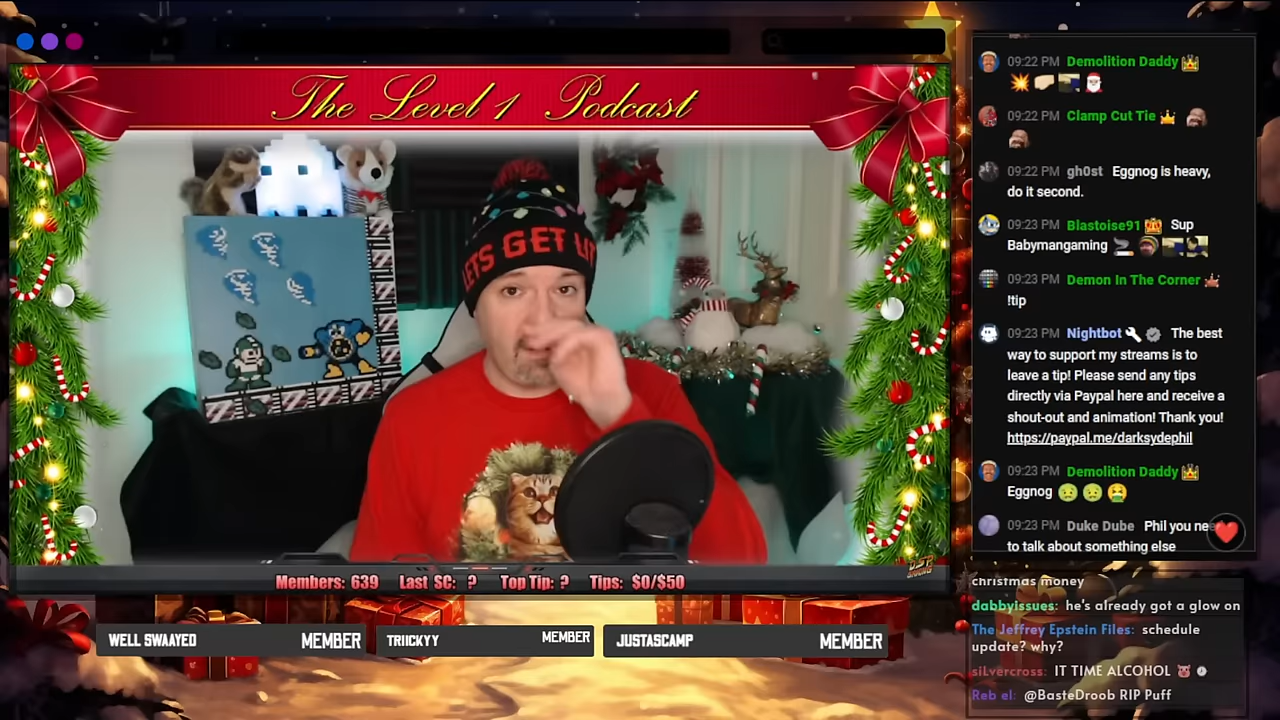 The Level 1 Podcast
LETS GET LIT
Members: 639 Last SC: ? Top Tip: ? Tips: $0/$50
WELL SWAAYED MEMBER
TRIICKYY MEMBER
JUSTASCAMP MEMBER
09:22 PM Demolition Daddy
09:22 PM Clamp Cut Tie
09:22 PM gh0st Eggnog is heavy,
do it second.
09:23 PM Blastoise91 Sup
Babymangaming
09:23 PM Demon In The Corner
!tip
09:23 PM Nightbot The best
way to support my streams is to
leave a tip! Please send any tips
directly via Paypal here and receive a
shout-out and animation! Thank you!
https://paypal.me/darksydephil
09:23 PM Demolition Daddy
Eggnog
09:23 PM Duke Dube Phil you nee
to talk about something else
christmas money
dabbyissues: he's already got a glow on
The Jeffrey Epstein Files: schedule
update? why?
siLvercross: IT TIME ALCOHOL
Reb el: @BasteDroob RIP Puff